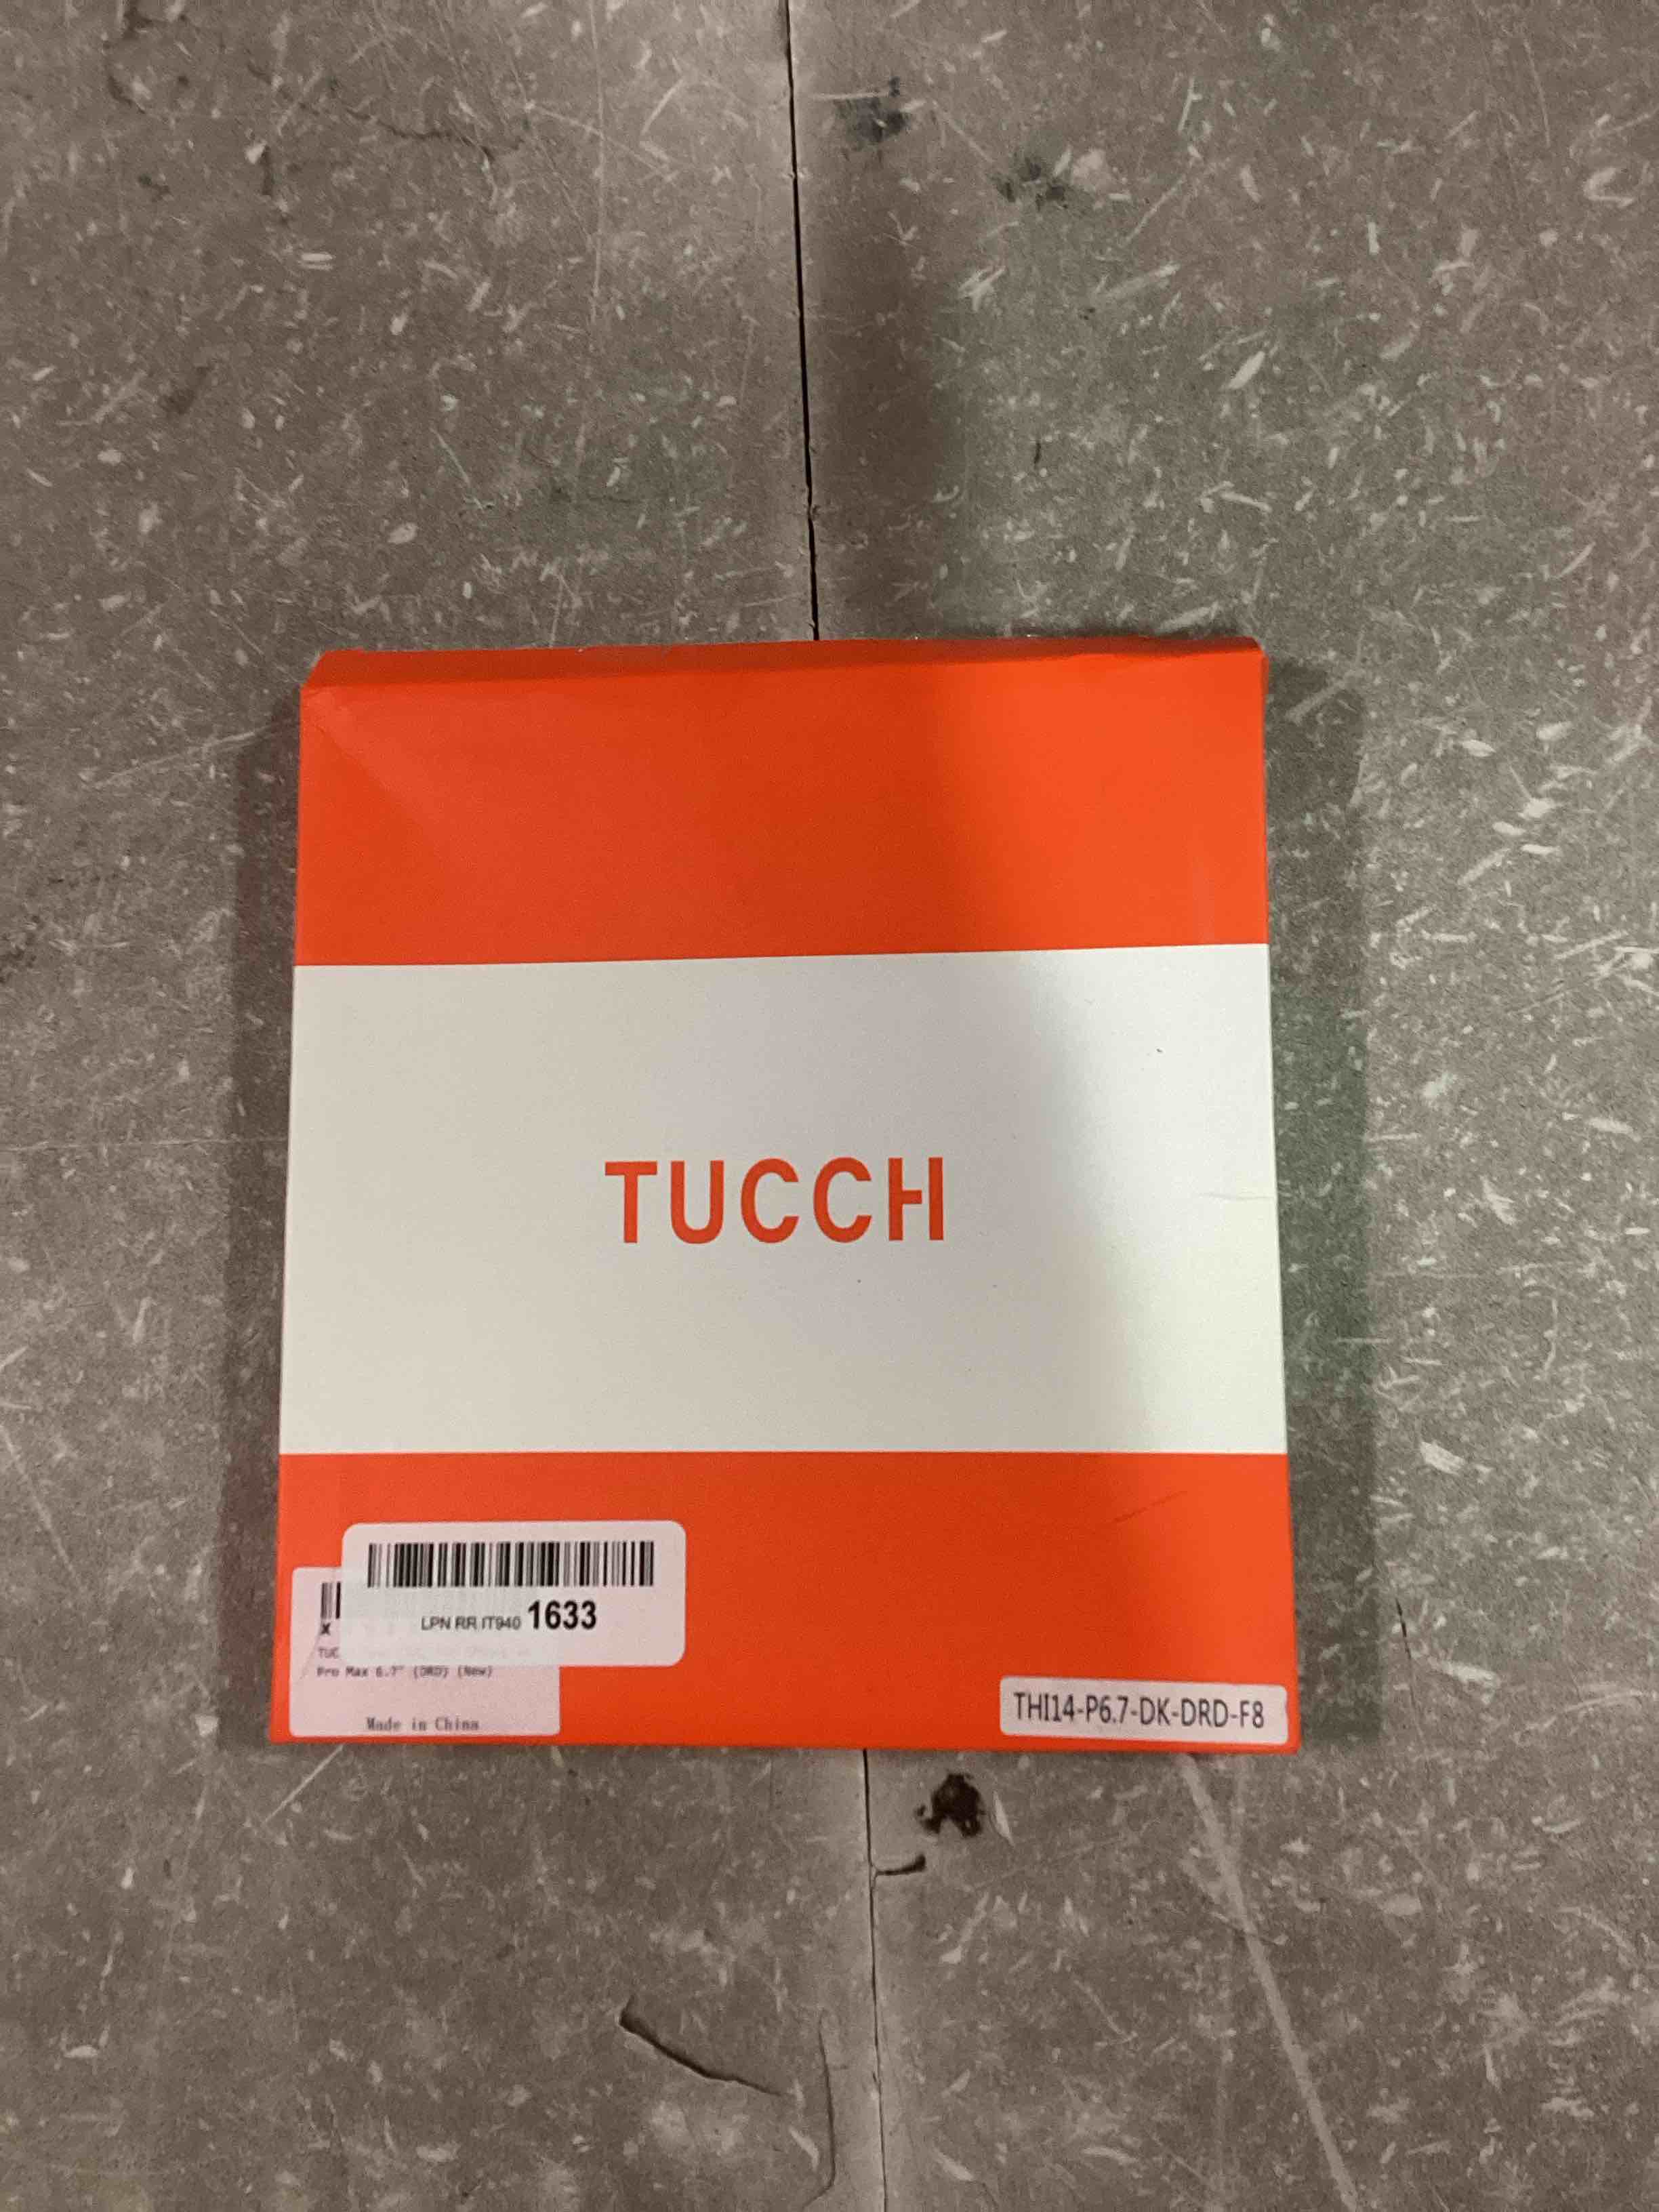 TUCCH
LPN RR IT940 1633
X
TUC
Pro Max 6.7" (DRD) (New)
Made in China
THI14-P6.7-DK-DRD-F8